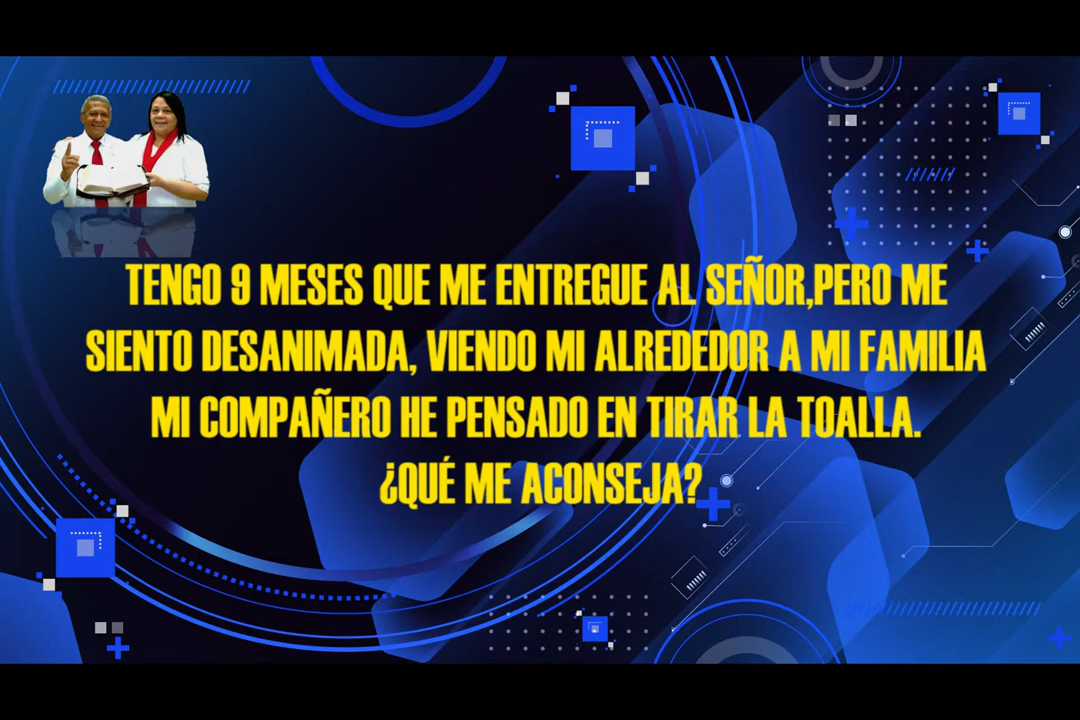 TENGO 9 MESES QUE ME ENTREGUE AL SEÑOR,PERO ME
SIENTO DESANIMADA, VIENDO MI ALREDEDOR A MI FAMILIA
MI COMPAÑERO HE PENSADO EN TIRAR LA TOALLA.
¿QUÉ ME ACONSEJA?